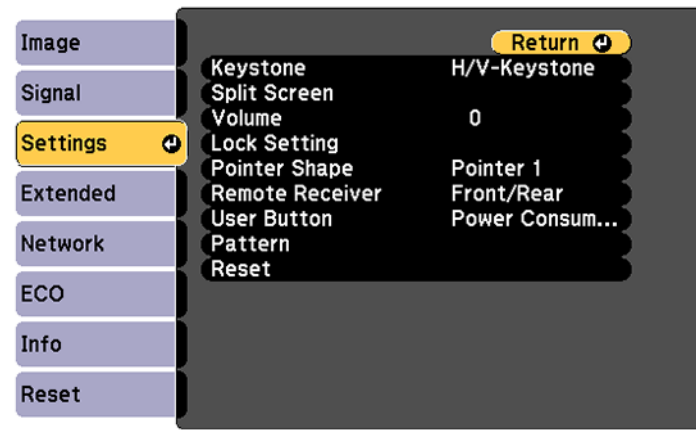 Image
Signal
Settings
Extended
Network
ECO
Info
Reset
Return
Keystone H/V-Keystone
Split Screen
Volume 0
Lock Setting
Pointer Shape Pointer 1
Remote Receiver Front/Rear
User Button Power Consum...
Pattern
Reset